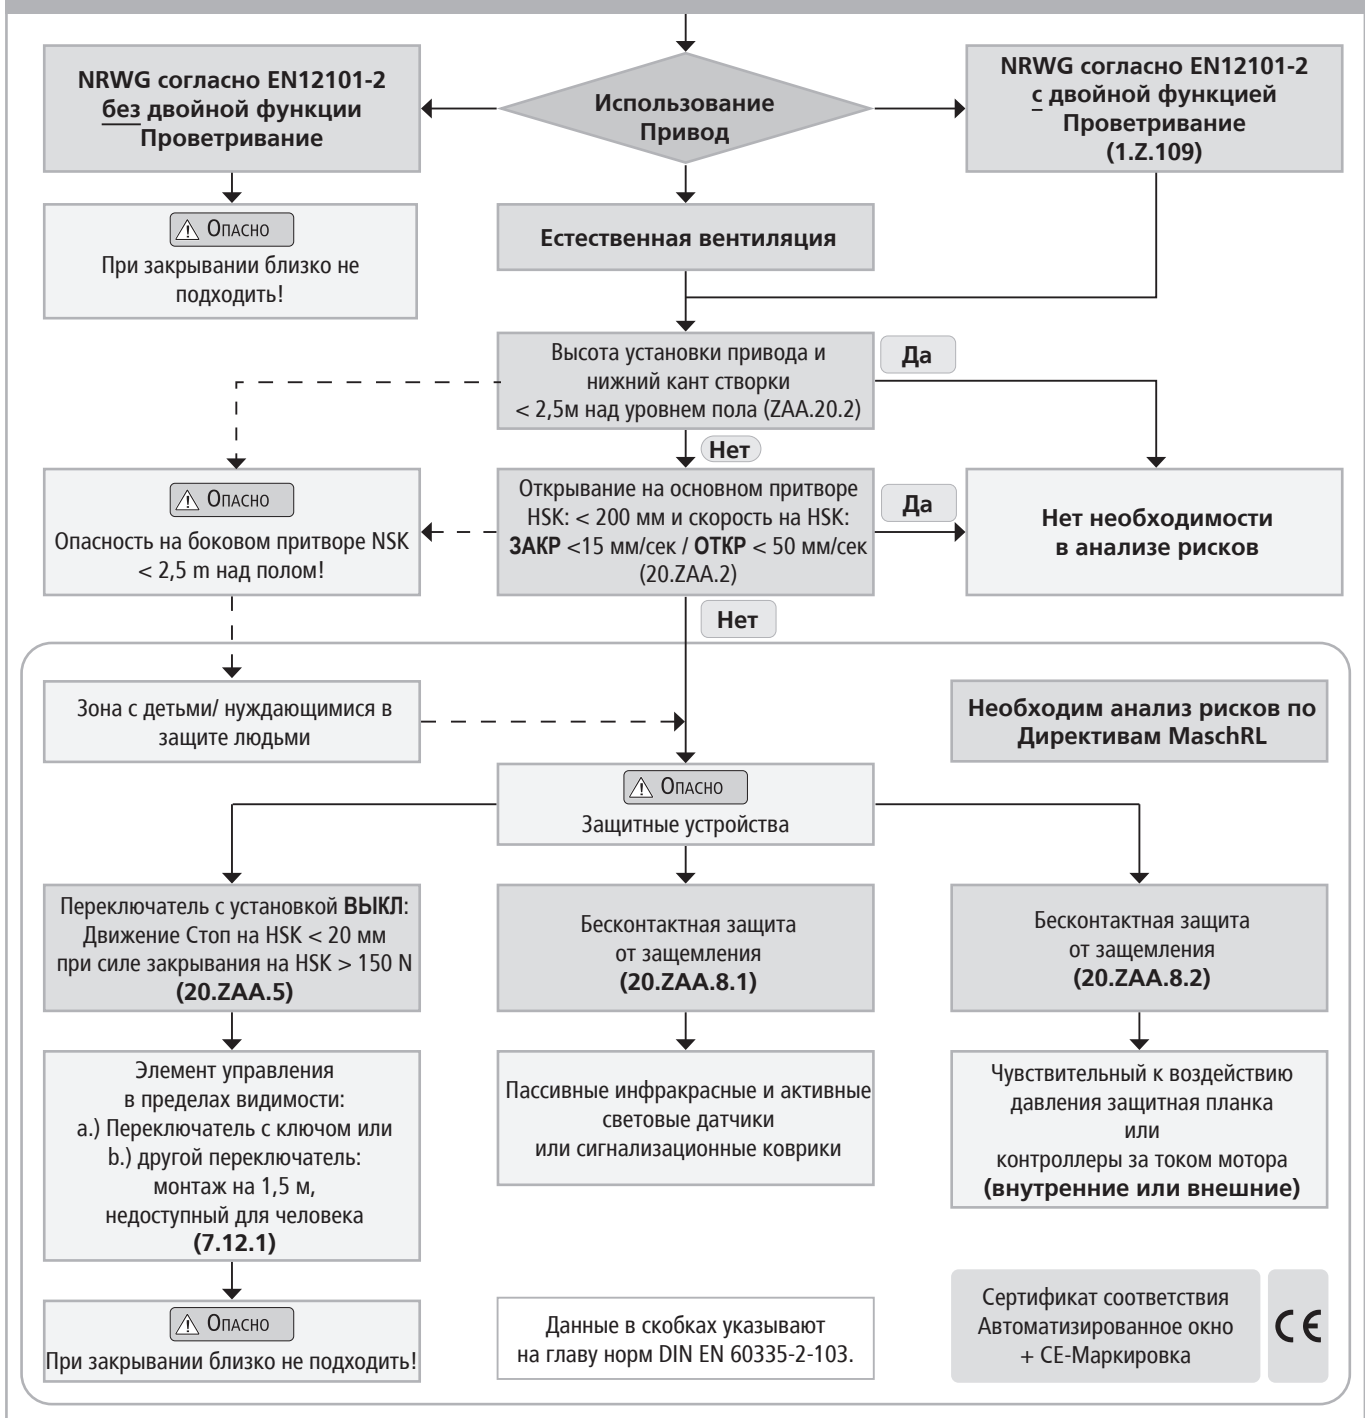 NRWG согласно EN12101-2
без двойной функции
Проветривание
Использование
Привод
NRWG согласно EN12101-2
с двойной функцией
Проветривание
(1.Z.109)
⚠ Опасно
При закрывании близко не
подходить!
Естественная вентиляция
Высота установки привода и
нижний кант створки
< 2,5м над уровнем пола (ZAA.20.2)
Да
Нет
⚠ Опасно
Опасность на боковом притворе NSK
< 2,5 m над полом!
Открывание на основном притворе
HSK: < 200 мм и скорость на HSK:
ЗАКР <15 мм/сек / ОТКР < 50 мм/сек
(20.ZAA.2)
Да
Нет необходимости
в анализе рисков
Нет
Зона с детьми/ нуждающимися в
защите людьми
Необходим анализ рисков по
Директивам MaschRL
⚠ Опасно
Защитные устройства
Переключатель с установкой ВЫКЛ:
Движение Стоп на HSK < 20 мм
при силе закрывания на HSK > 150 N
(20.ZAA.5)
Бесконтактная защита
от защемления
(20.ZAA.8.1)
Бесконтактная защита
от защемления
(20.ZAA.8.2)
Элемент управления
в пределах видимости:
a.) Переключатель с ключом или
b.) другой переключатель:
монтаж на 1,5 м,
недоступный для человека
(7.12.1)
Пассивные инфракрасные и активные
световые датчики
или сигнализационные коврики
Чувствительный к воздействию
давления защитная планка
или
контроллеры за током мотора
(внутренние или внешние)
⚠ Опасно
При закрывании близко не подходить!
Данные в скобках указывают
на главу норм DIN EN 60335-2-103.
Сертификат соответствия
Автоматизированное окно
+ CE-Маркировка
CE